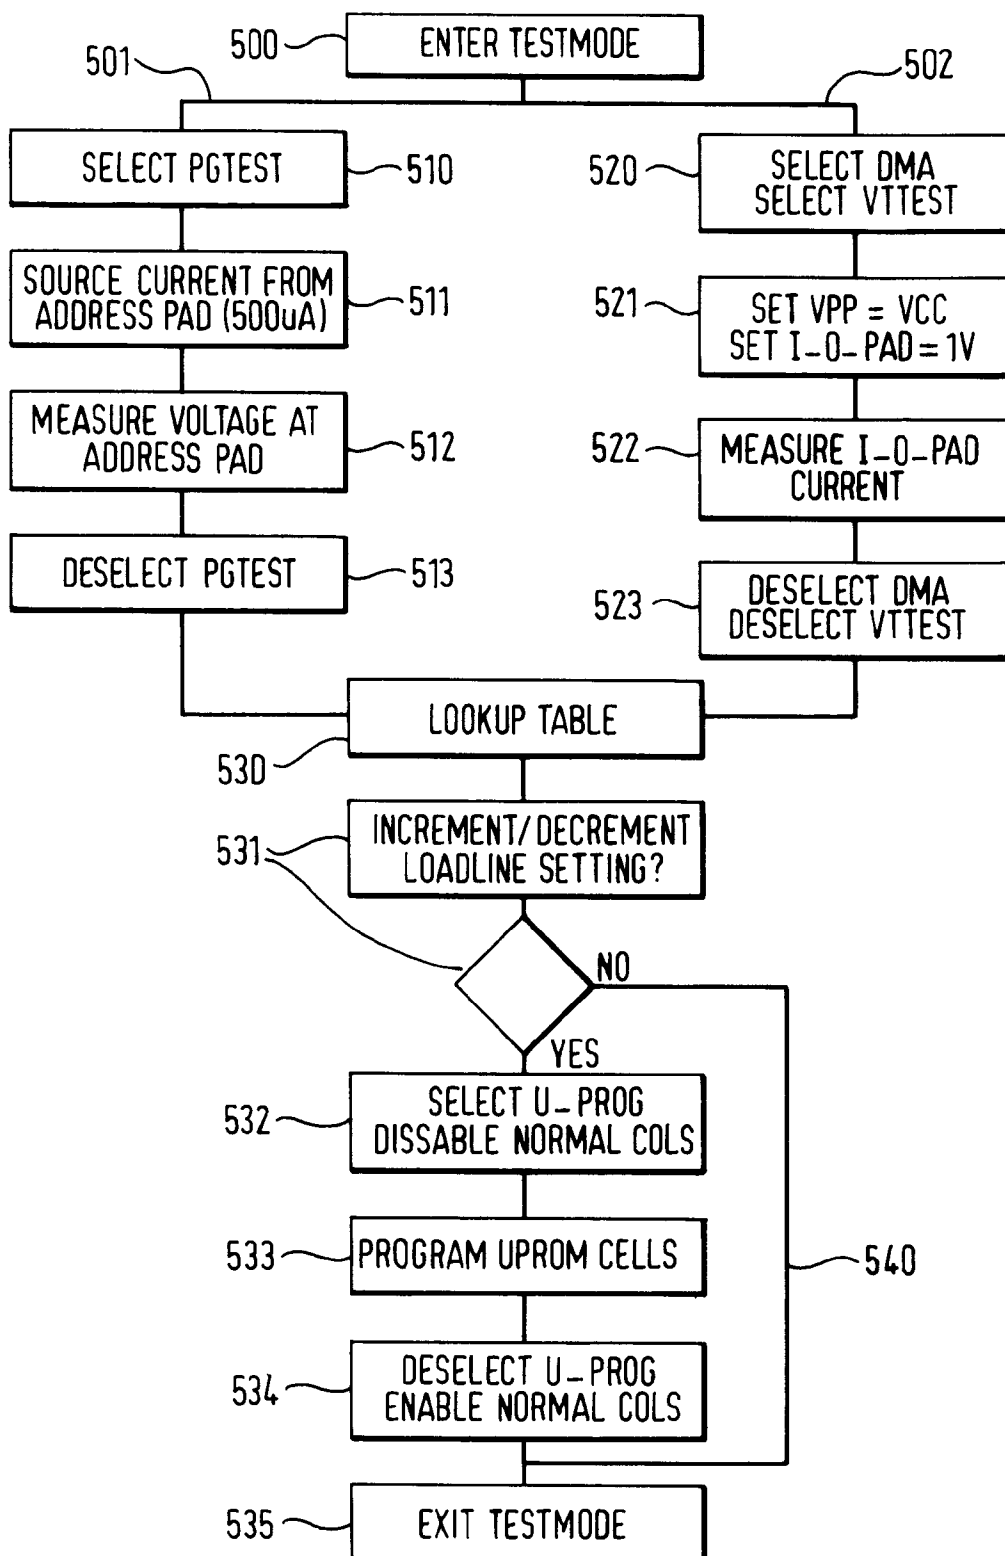 500
ENTER TESTMODE
501
502
SELECT PGTEST
510
SOURCE CURRENT FROM
ADDRESS PAD (500uA)
511
MEASURE VOLTAGE AT
ADDRESS PAD
512
DESELECT PGTEST
513
520
SELECT DMA
SELECT VTTEST
521
SET VPP = VCC
SET I-O-PAD = 1V
522
MEASURE I-O-PAD
CURRENT
523
DESELECT DMA
DESELECT VTTEST
LOOKUP TABLE
530
531
INCREMENT/DECREMENT
LOADLINE SETTING?
NO
YES
532
SELECT U-PROG
DISSABLE NORMAL COLS
533
PROGRAM UPROM CELLS
540
534
DESELECT U-PROG
ENABLE NORMAL COLS
535
EXIT TESTMODE